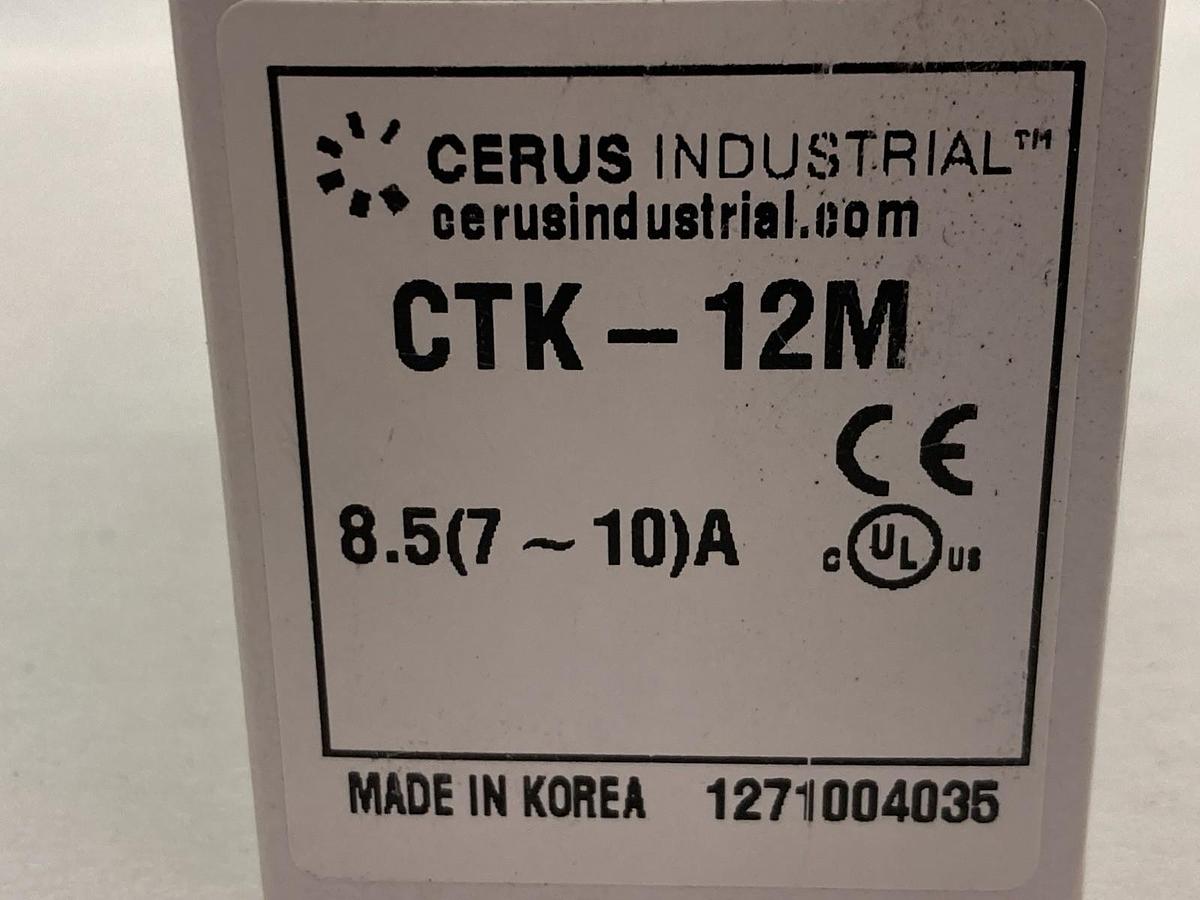 CERUS INDUSTRIAL™
cerusindustrial.com
CTK-12M
CE
8.5(7~10)A
c UL us
MADE IN KOREA 1271004035